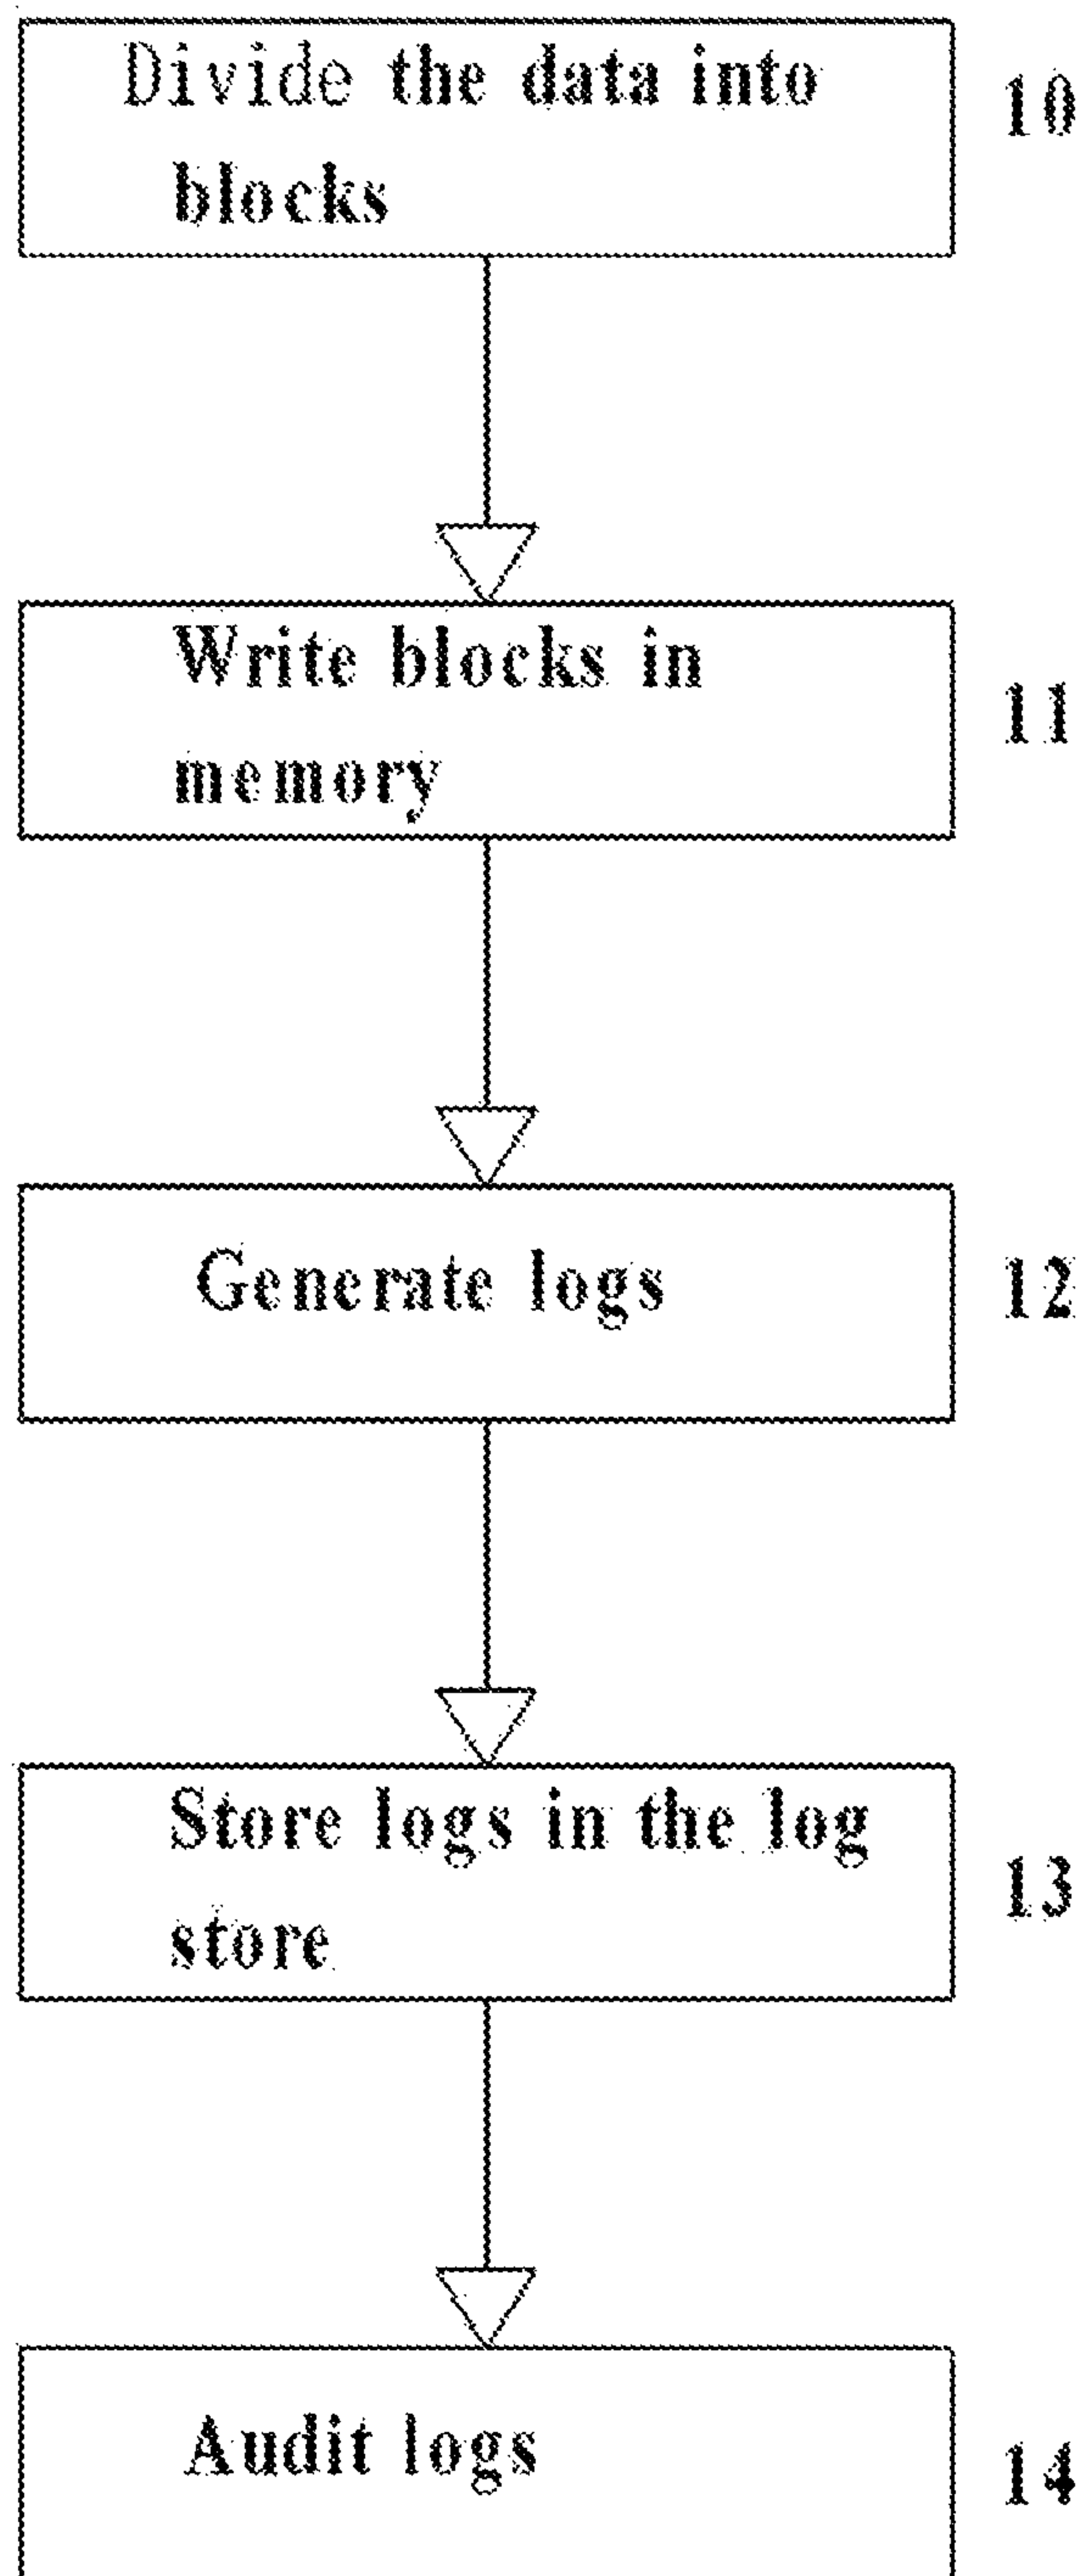 Divide the data into
blocks
10
Write blocks in
memory
11
Generate logs
12
Store logs in the log
store
13
Audit logs
14